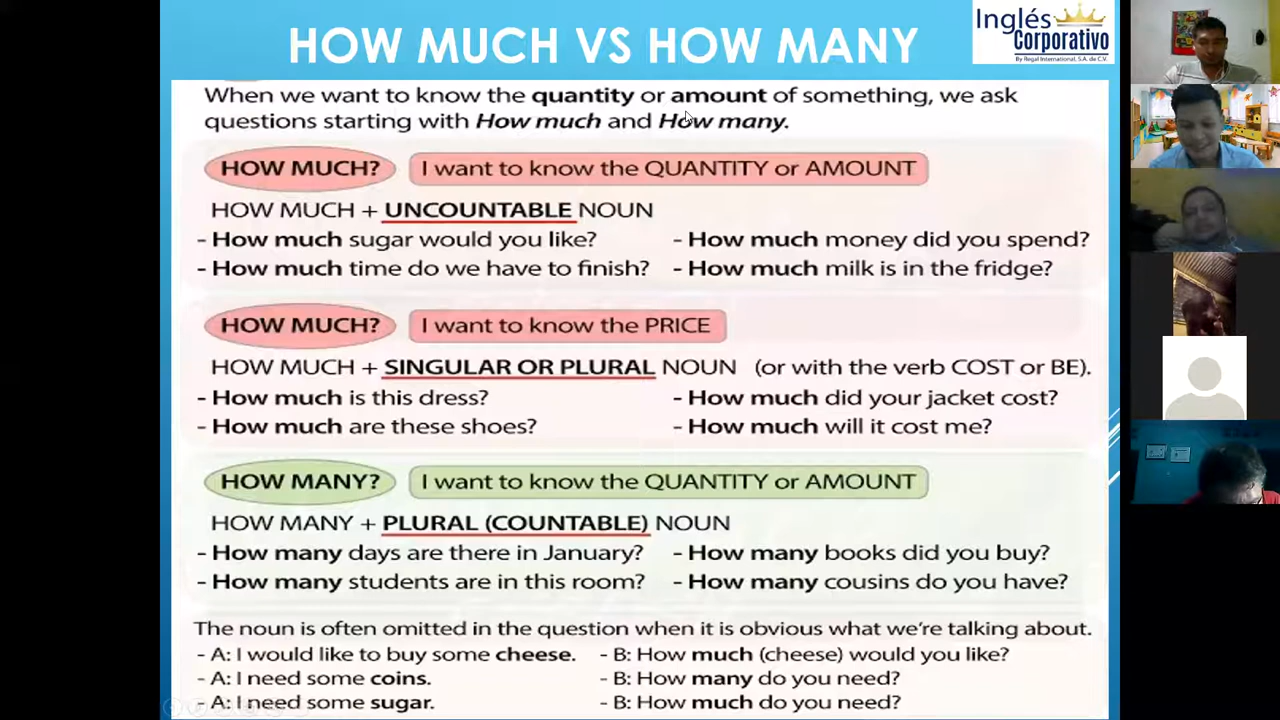 HOW MUCH VS HOW MANY
Inglés
Corporativo
By Regal International, S.A. de C.V.
When we want to know the quantity or amount of something, we ask
questions starting with How much and How many.
HOW MUCH? I want to know the QUANTITY or AMOUNT
HOW MUCH + UNCOUNTABLE NOUN
- How much sugar would you like? - How much money did you spend?
- How much time do we have to finish? - How much milk is in the fridge?
HOW MUCH? I want to know the PRICE
HOW MUCH + SINGULAR OR PLURAL NOUN (or with the verb COST or BE).
- How much is this dress? - How much did your jacket cost?
- How much are these shoes? - How much will it cost me?
HOW MANY? I want to know the QUANTITY or AMOUNT
HOW MANY + PLURAL (COUNTABLE) NOUN
- How many days are there in January? - How many books did you buy?
- How many students are in this room? - How many cousins do you have?
The noun is often omitted in the question when it is obvious what we're talking about.
- A: I would like to buy some cheese. - B: How much (cheese) would you like?
- A: I need some coins. - B: How many do you need?
- A: I need some sugar. - B: How much do you need?